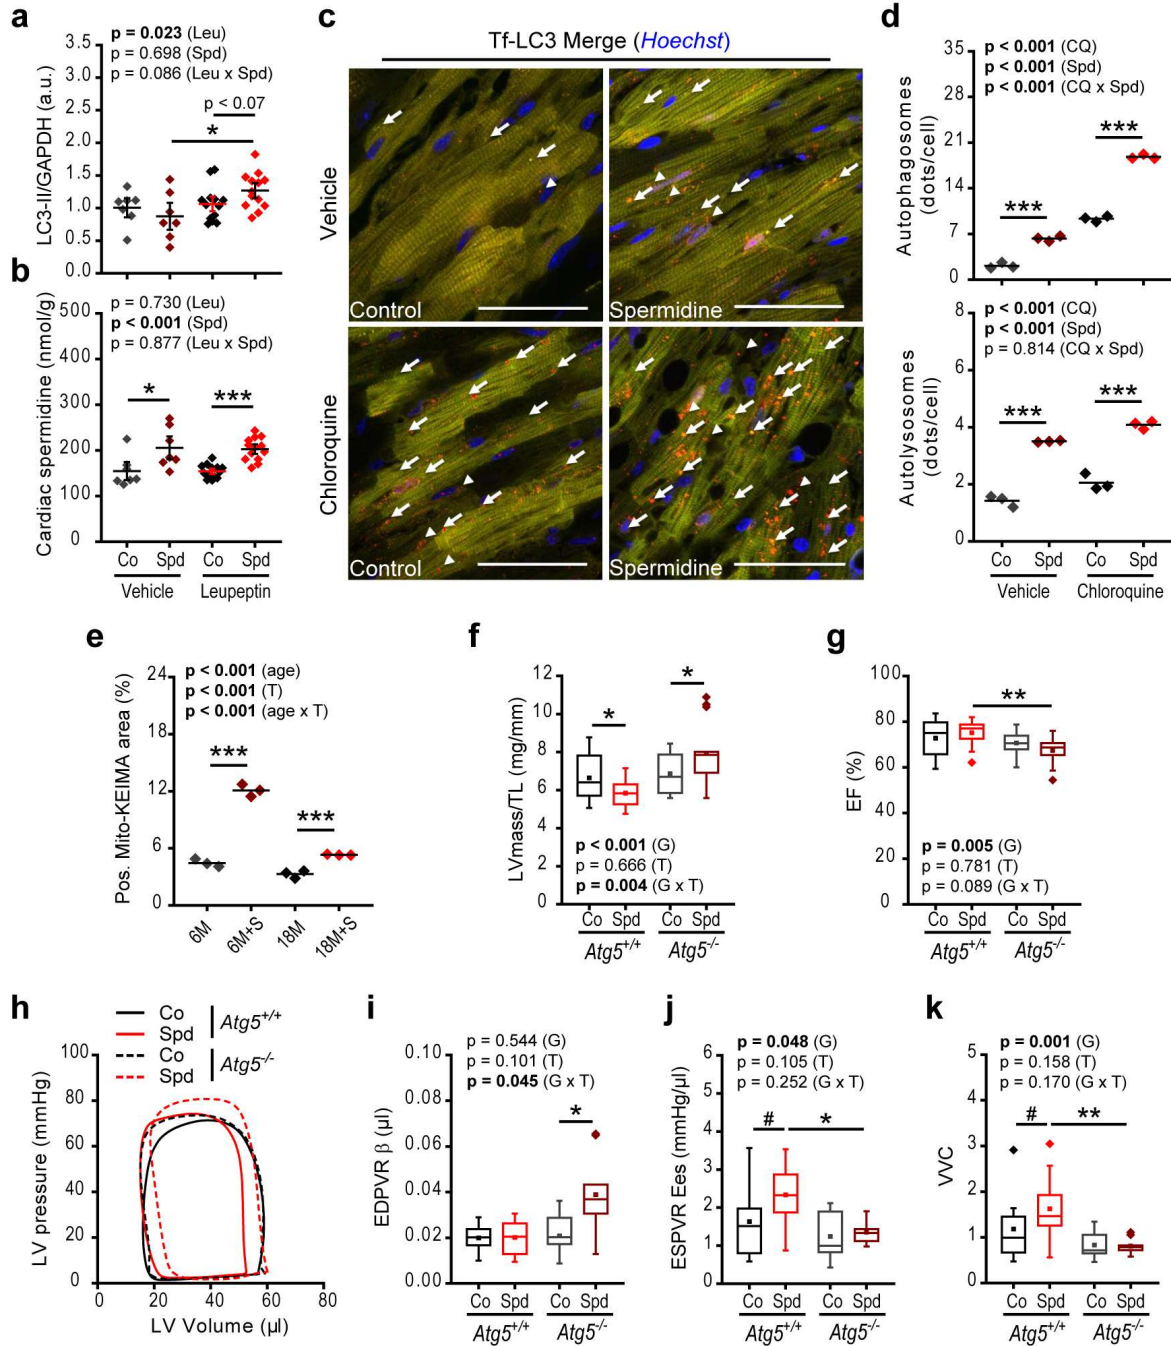 a
p = 0.023 (Leu)
p = 0.698 (Spd)
p = 0.086 (Leu x Spd)
p < 0.07
*
LC3-II/GAPDH (a.u.)
3.5
3.0
2.5
2.0
1.5
1.0
0.5
0.0
b
p = 0.730 (Leu)
p < 0.001 (Spd)
p = 0.877 (Leu x Spd)
*
***
Cardiac spermidine (nmol/g)
500
400
300
200
100
0
Co Spd Co Spd
Vehicle Leupeptin
c
Tf-LC3 Merge (Hoechst)
Vehicle
Control
Spermidine
Chloroquine
Control
Spermidine
d
p < 0.001 (CQ)
p < 0.001 (Spd)
p < 0.001 (CQ x Spd)
***
***
Autophagosomes
(dots/cell)
35
28
21
14
7
0
p < 0.001 (CQ)
p < 0.001 (Spd)
p = 0.814 (CQ x Spd)
***
***
Autolysosomes
(dots/cell)
8
6
4
2
0
Co Spd Co Spd
Vehicle Chloroquine
e
p < 0.001 (age)
p < 0.001 (T)
p < 0.001 (age x T)
***
***
Pos. Mito-KEIMA area (%)
24
18
12
6
0
6M 6M+S 18M 18M+S
f
*
*
LVmass/TL (mg/mm)
12
10
8
6
4
2
0
p < 0.001 (G)
p = 0.666 (T)
p = 0.004 (G x T)
Co Spd Co Spd
Atg5+/+ Atg5-/-
g
**
EF (%)
100
80
60
40
20
0
p = 0.005 (G)
p = 0.781 (T)
p = 0.089 (G x T)
Co Spd Co Spd
Atg5+/+ Atg5-/-
h
Co
Spd
Atg5+/+
Co
Spd
Atg5-/-
LV pressure (mmHg)
100
80
60
40
20
0
0 20 40 60 80
LV Volume (µl)
i
p = 0.544 (G)
p = 0.101 (T)
p = 0.045 (G x T)
*
EDPVR β (µl)
0.10
0.08
0.06
0.04
0.02
0.00
Co Spd Co Spd
Atg5+/+ Atg5-/-
j
p = 0.048 (G)
p = 0.105 (T)
p = 0.252 (G x T)
# *
ESPVR Ees (mmHg/µl)
6
5
4
3
2
1
0
Co Spd Co Spd
Atg5+/+ Atg5-/-
k
p = 0.001 (G)
p = 0.158 (T)
p = 0.170 (G x T)
# **
VVC
5
4
3
2
1
0
Co Spd Co Spd
Atg5+/+ Atg5-/-